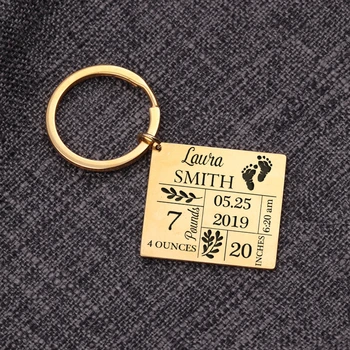 Laura
SMITH
05.25
2019
6:20 am
7 Pounds
4 OUNCES
20 INCHES